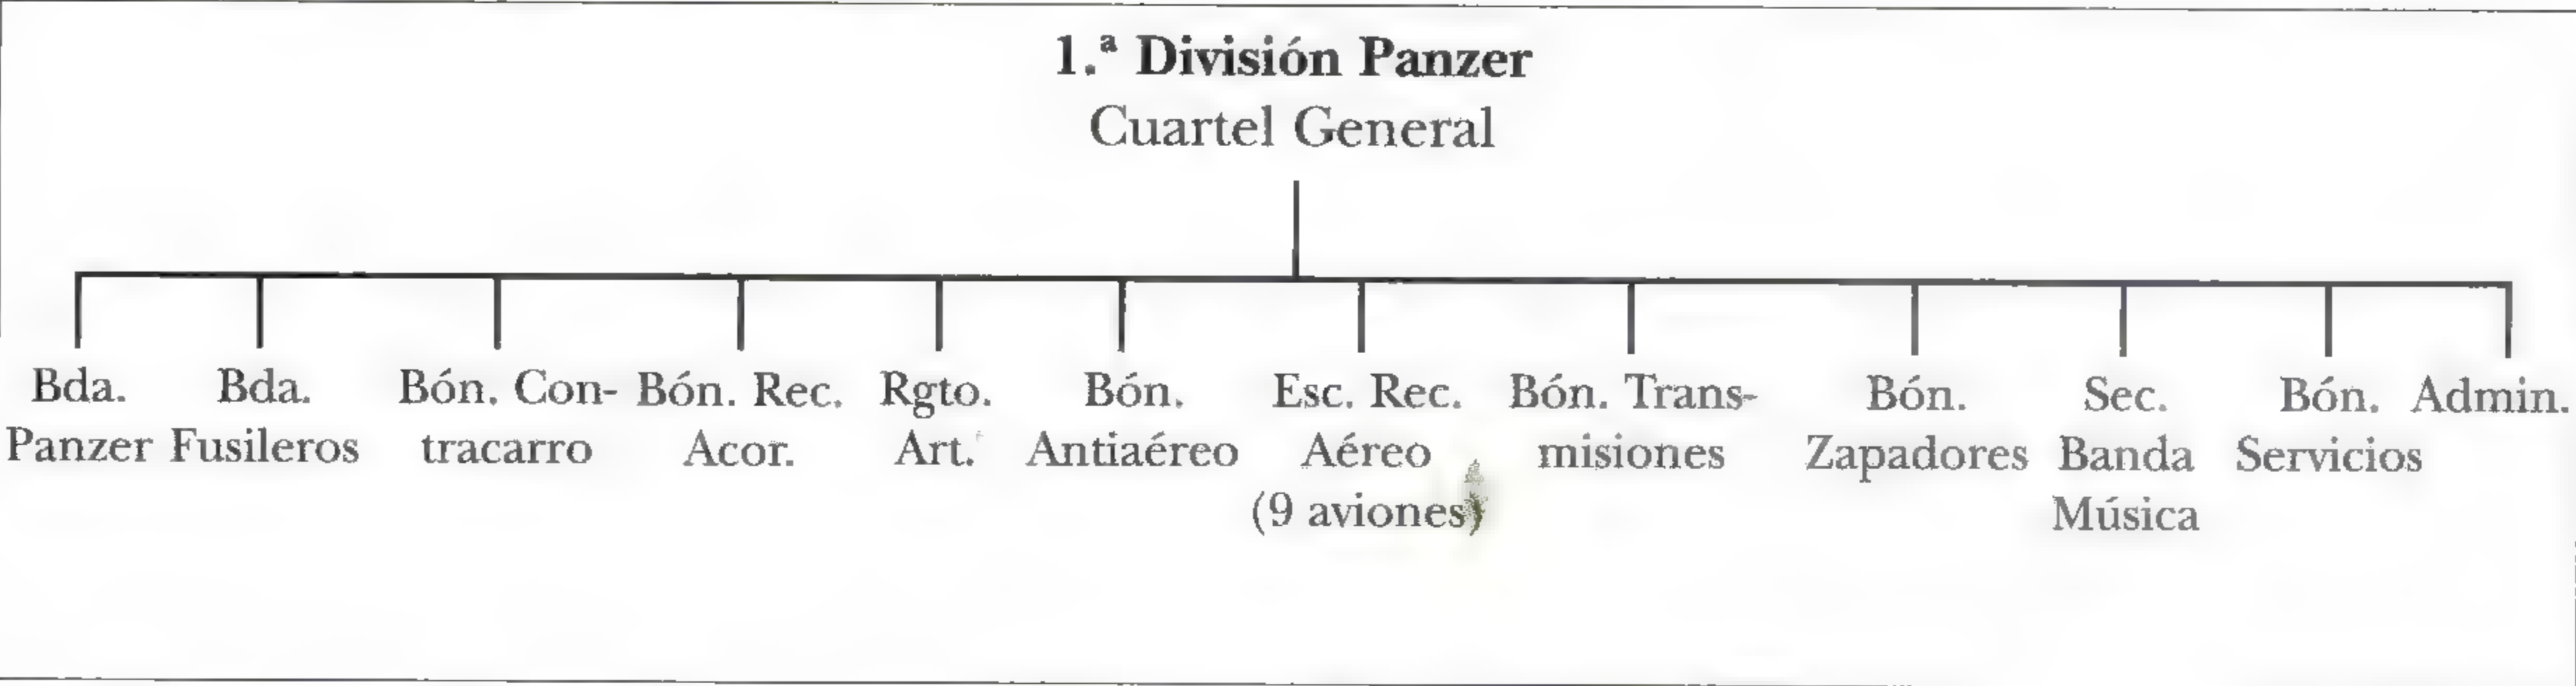 1.ª División Panzer
Cuartel General
Bda.
Panzer
Bda.
Fusileros
Bón. Con-
tracarro
Bón. Rec.
Acor.
Rgto.
Art.
Bón.
Antiaéreo
Esc. Rec.
Aéreo
(9 aviones)
Bón. Trans-
misiones
Bón.
Zapadores
Sec.
Banda
Música
Bón.
Servicios
Admin.